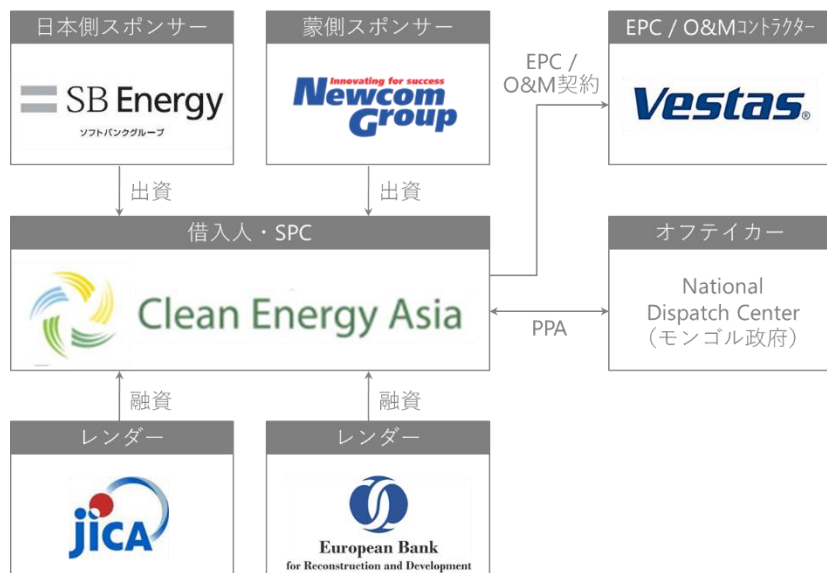 日本側スポンサー
SB Energy
ソフトバンクグループ
蒙側スポンサー
Innovating for success
Newcom
Group
EPC / O&Mコントラクター
Vestas®
EPC /
O&M契約
出資
出資
借入人・SPC
Clean Energy Asia
オフテイカー
National
Dispatch Center
（モンゴル政府）
PPA
融資
融資
レンダー
JICA
レンダー
European Bank
for Reconstruction and Development